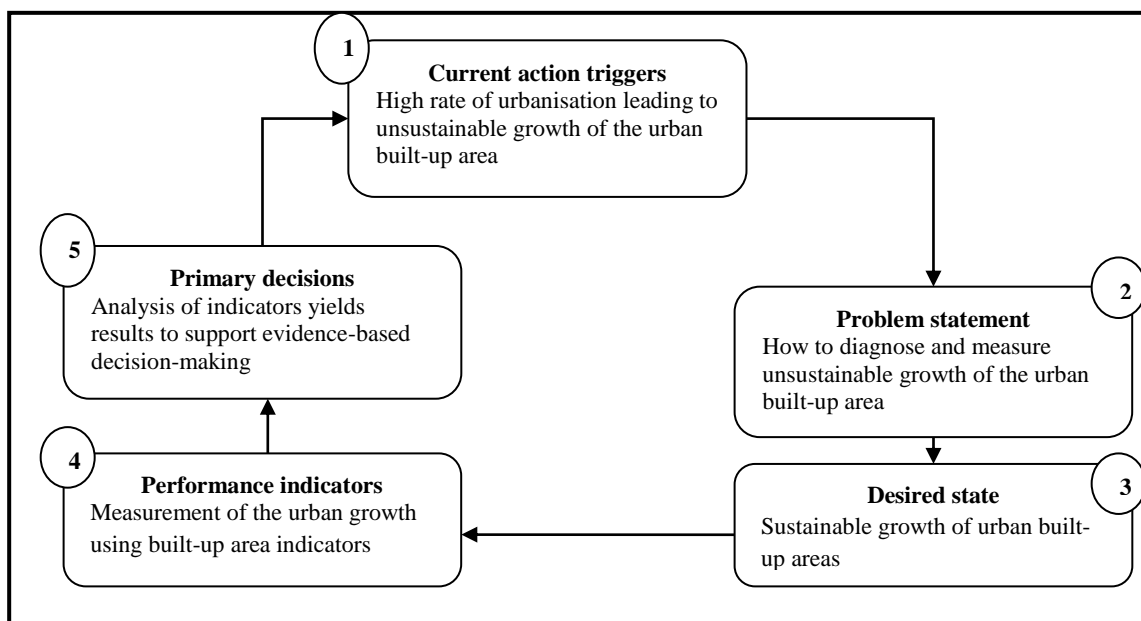 1
Current action triggers
High rate of urbanisation leading to
unsustainable growth of the urban
built-up area
2
Problem statement
How to diagnose and measure
unsustainable growth of the urban
built-up area
3
Desired state
Sustainable growth of urban built-
up areas
4
Performance indicators
Measurement of the urban growth
using built-up area indicators
5
Primary decisions
Analysis of indicators yields
results to support evidence-based
decision-making